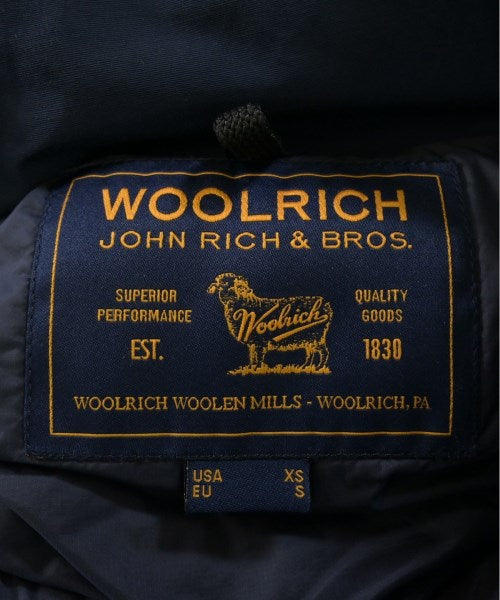 WOOLRICH
JOHN RICH & BROS.
SUPERIOR
PERFORMANCE
EST.
Woolrich
QUALITY
GOODS
1830
WOOLRICH WOOLEN MILLS - WOOLRICH, PA
USA XS
EU S